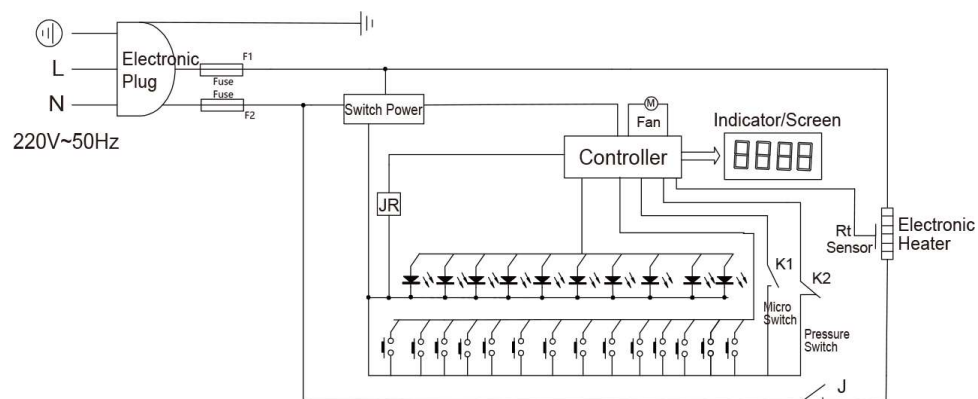 F1
Electronic
Plug
L
Fuse
Fuse
N
F2
Switch Power
M
Fan
220V~50Hz
Indicator/Screen
Controller
8888
JR
Rt
Sensor
Electronic
Heater
K1
K2
Micro
Switch
Pressure
Switch
J